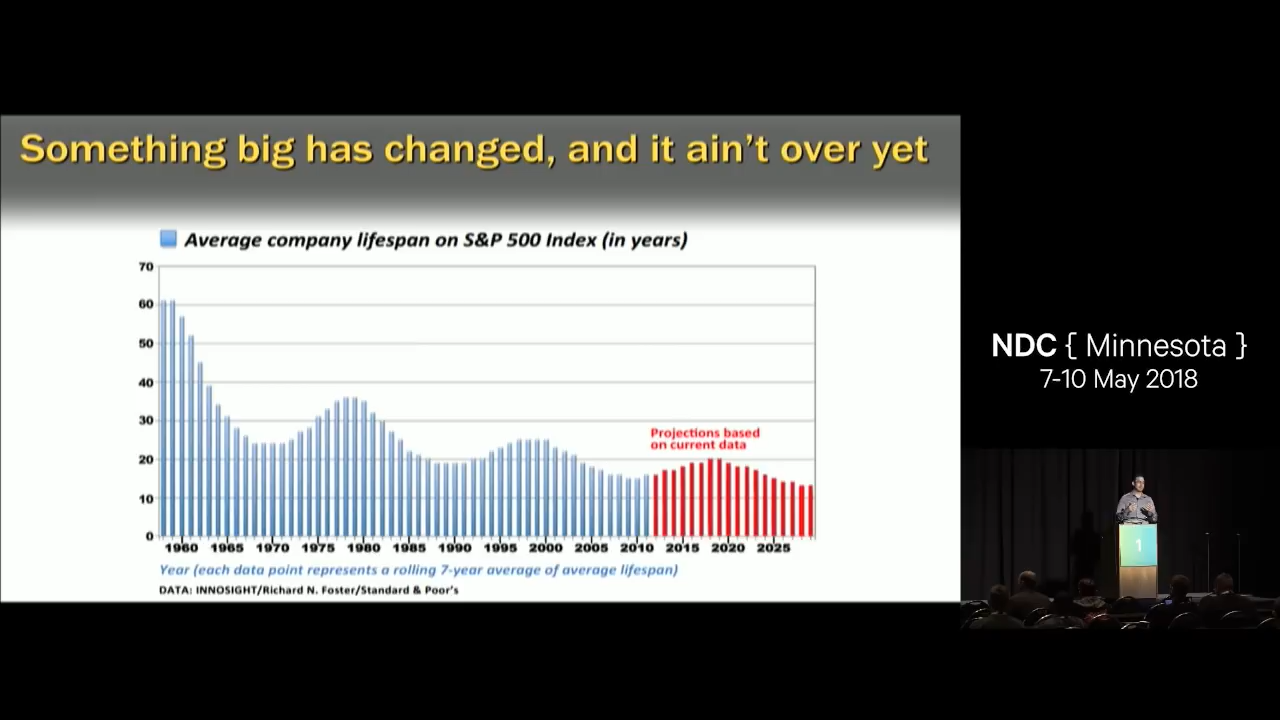 Something big has changed, and it ain't over yet
Average company lifespan on S&P 500 Index (in years)
70
60
50
40
30
20
10
0
Projections based
on current data
1960 1965 1970 1975 1980 1985 1990 1995 2000 2005 2010 2015 2020 2025
Year (each data point represents a rolling 7-year average of average lifespan)
DATA: INNOSIGHT/Richard N. Foster/Standard & Poor's
NDC { Minnesota }
7-10 May 2018
1